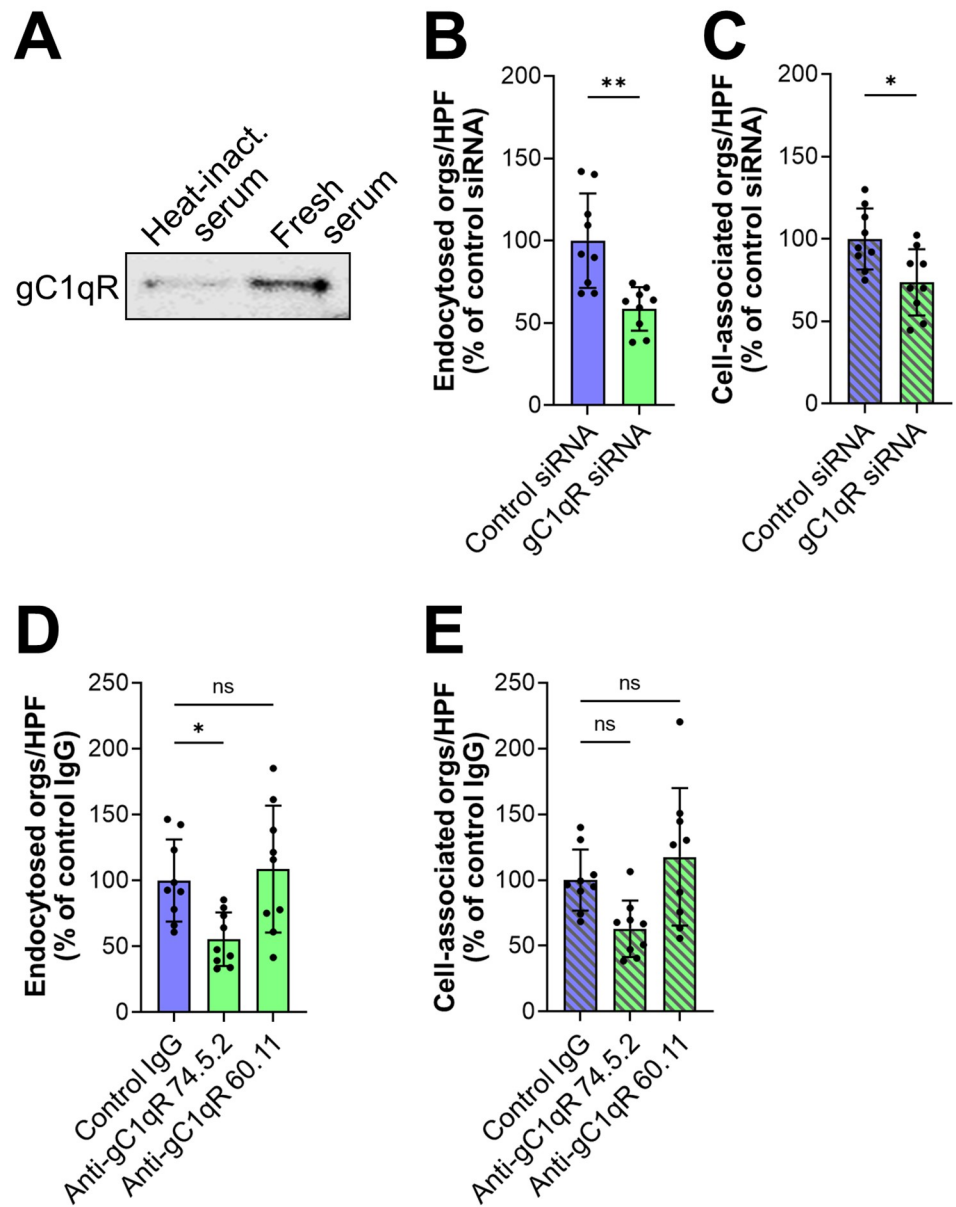 A
Heat-inact.
serum
Fresh
serum
gC1qR
B
Endocytosed orgs/HPF
(% of control siRNA)
200
150
100
50
0
**
Control siRNA
gC1qR siRNA
C
Cell-associated orgs/HPF
(% of control siRNA)
200
150
100
50
0
*
Control siRNA
gC1qR siRNA
D
Endocytosed orgs/HPF
(% of control IgG)
250
200
150
100
50
0
ns
*
Control IgG
Anti-gC1qR 74.5.2
Anti-gC1qR 60.11
E
Cell-associated orgs/HPF
(% of control IgG)
250
200
150
100
50
0
ns
ns
Control IgG
Anti-gC1qR 74.5.2
Anti-gC1qR 60.11